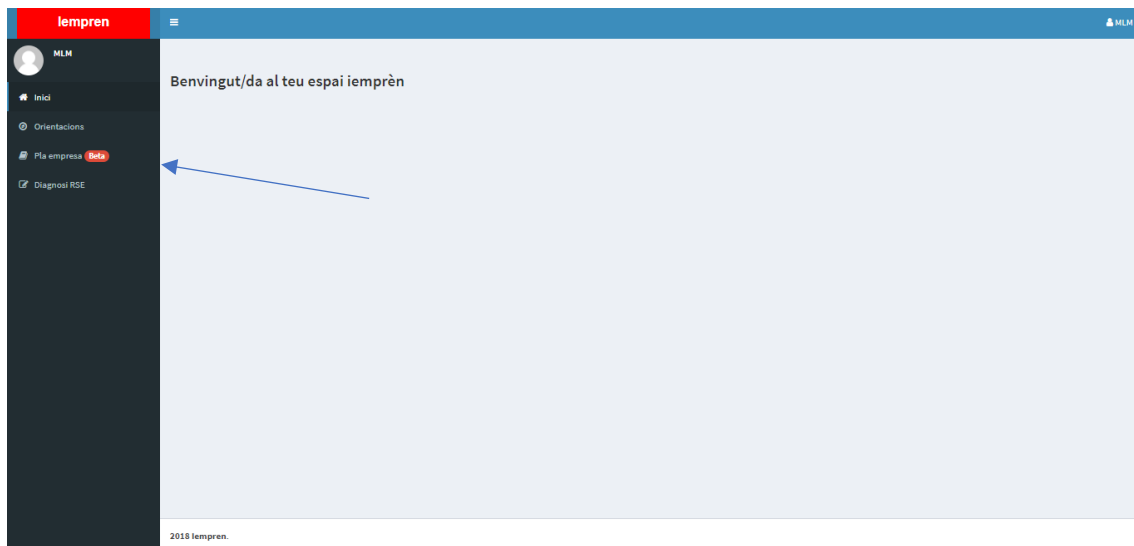 Iempren
MLM
MLM
Inici
Orientacions
Pla empresa Beta
Diagnosi RSE
Benvingut/da al teu espai iemprèn
2018 Iempren.